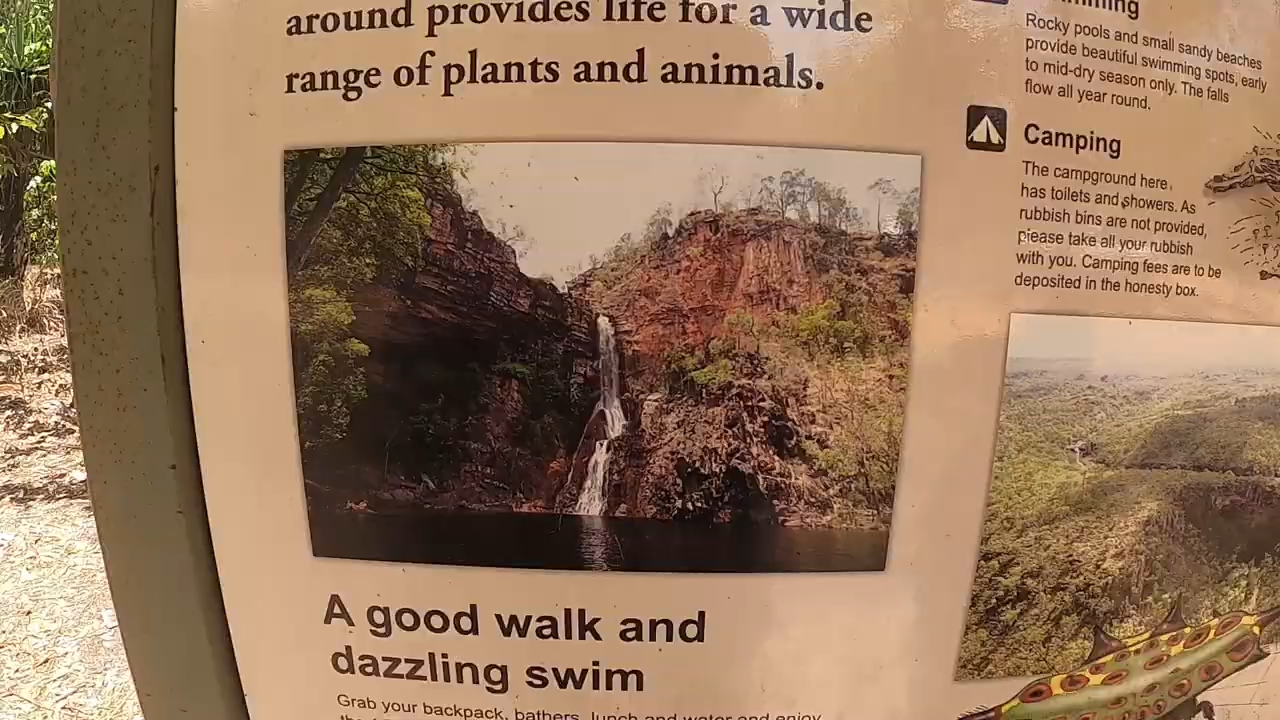 around provides life for a wide
range of plants and animals.
A good walk and
dazzling swim
Grab your backpack, bathers, lunch and water and enjoy
Rocky pools and small sandy beaches
provide beautiful swimming spots, early
to mid-dry season only. The falls
flow all year round.
Camping
The campground here
has toilets and showers. As
rubbish bins are not provided,
please take all your rubbish
with you. Camping fees are to be
deposited in the honesty box.